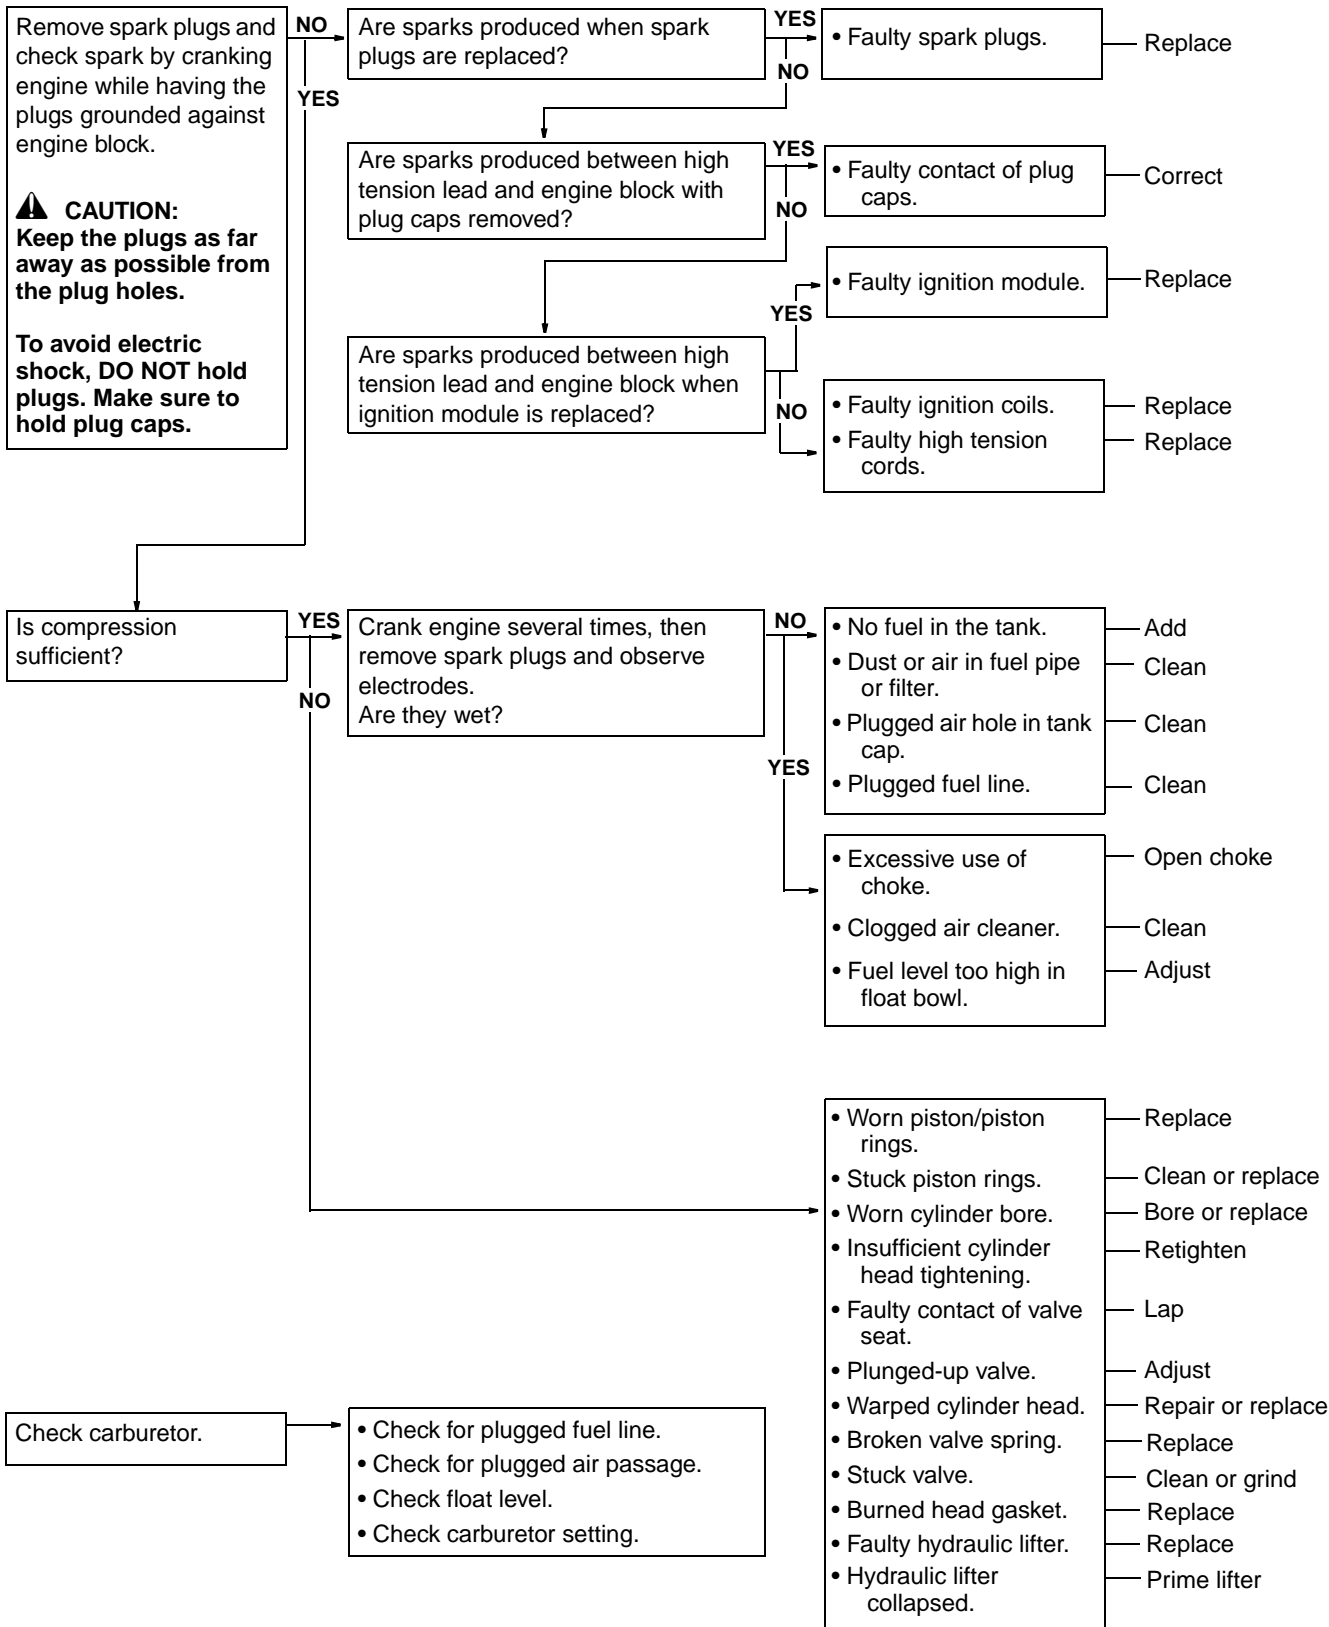 Remove spark plugs and
check spark by cranking
engine while having the
plugs grounded against
engine block.
CAUTION:
Keep the plugs as far
away as possible from
the plug holes.
To avoid electric
shock, DO NOT hold
plugs. Make sure to
hold plug caps.
NO
YES
Are sparks produced when spark
plugs are replaced?
YES
NO
• Faulty spark plugs.
Replace
Are sparks produced between high
tension lead and engine block with
plug caps removed?
YES
NO
• Faulty contact of plug
caps.
Correct
Are sparks produced between high
tension lead and engine block when
ignition module is replaced?
YES
NO
• Faulty ignition module.
Replace
• Faulty ignition coils.
Replace
• Faulty high tension
cords.
Replace
Is compression
sufficient?
YES
NO
Crank engine several times, then
remove spark plugs and observe
electrodes.
Are they wet?
NO
YES
• No fuel in the tank.
Add
• Dust or air in fuel pipe
or filter.
Clean
• Plugged air hole in tank
cap.
Clean
• Plugged fuel line.
Clean
• Excessive use of
choke.
Open choke
• Clogged air cleaner.
Clean
• Fuel level too high in
float bowl.
Adjust
• Worn piston/piston
rings.
Replace
• Stuck piston rings.
Clean or replace
• Worn cylinder bore.
Bore or replace
• Insufficient cylinder
head tightening.
Retighten
• Faulty contact of valve
seat.
Lap
• Plunged-up valve.
Adjust
• Warped cylinder head.
Repair or replace
• Broken valve spring.
Replace
• Stuck valve.
Clean or grind
• Burned head gasket.
Replace
• Faulty hydraulic lifter.
Replace
• Hydraulic lifter
collapsed.
Prime lifter
Check carburetor.
• Check for plugged fuel line.
• Check for plugged air passage.
• Check float level.
• Check carburetor setting.